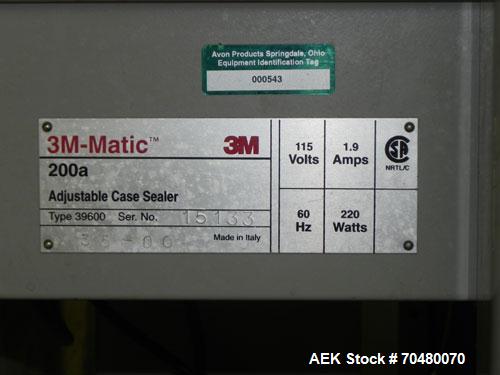 Avon Products Springdale, Ohio
Equipment Identification Tag
000543
3M-Matic™ 3M
200a
Adjustable Case Sealer
Type 39600 Ser. No. 15133
Made in Italy
115 Volts
1.9 Amps
60 Hz
220 Watts
NRTL/C
AEK Stock # 70480070